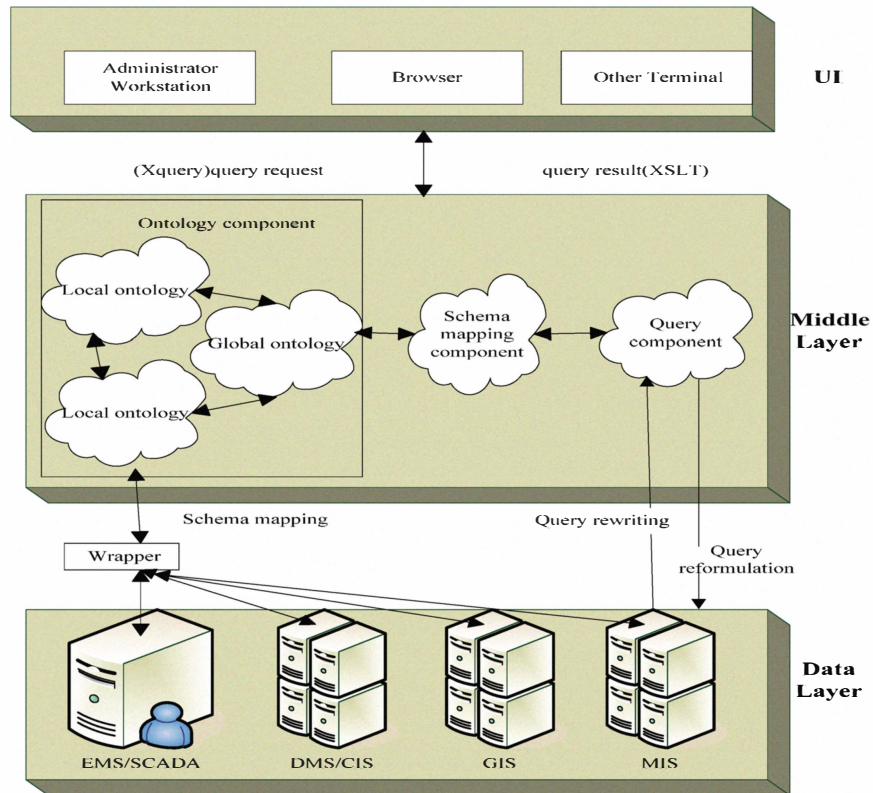 Administrator
Workstation
Browser
Other Terminal
UI
(Xquery)query request
query result(XSLT)
Ontology component
Local ontology
Global ontology
Local ontology
Schema
mapping
component
Query
component
Middle
Layer
Schema mapping
Query rewriting
Query
reformulation
Wrapper
Data
Layer
EMS/SCADA
DMS/CIS
GIS
MIS